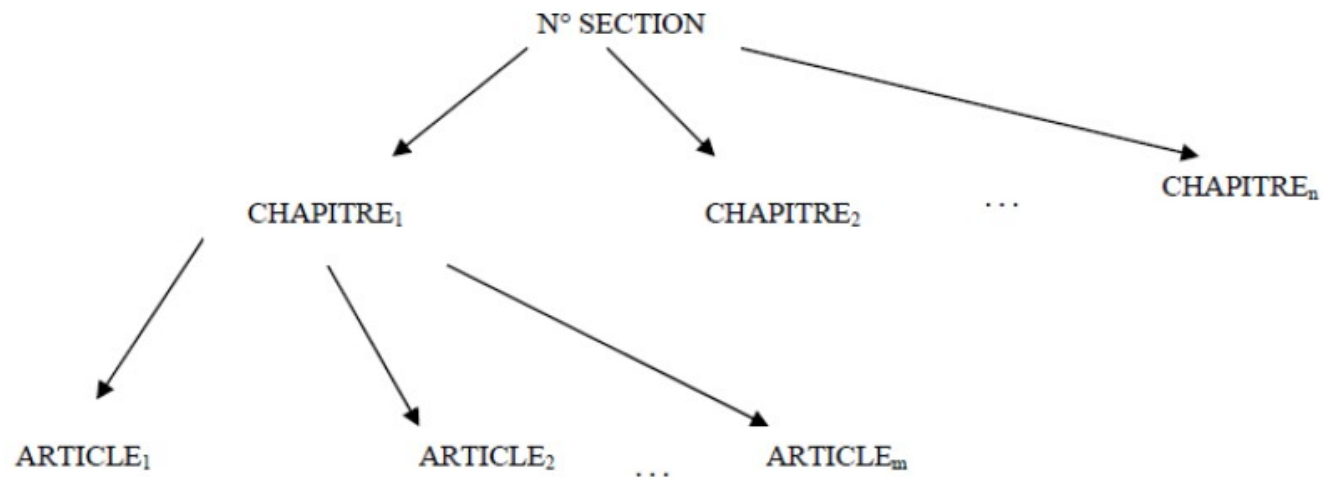 N° SECTION
CHAPITRE₁ CHAPITRE₂ ... CHAPITREₙ
ARTICLE₁ ARTICLE₂ ... ARTICLEₘ